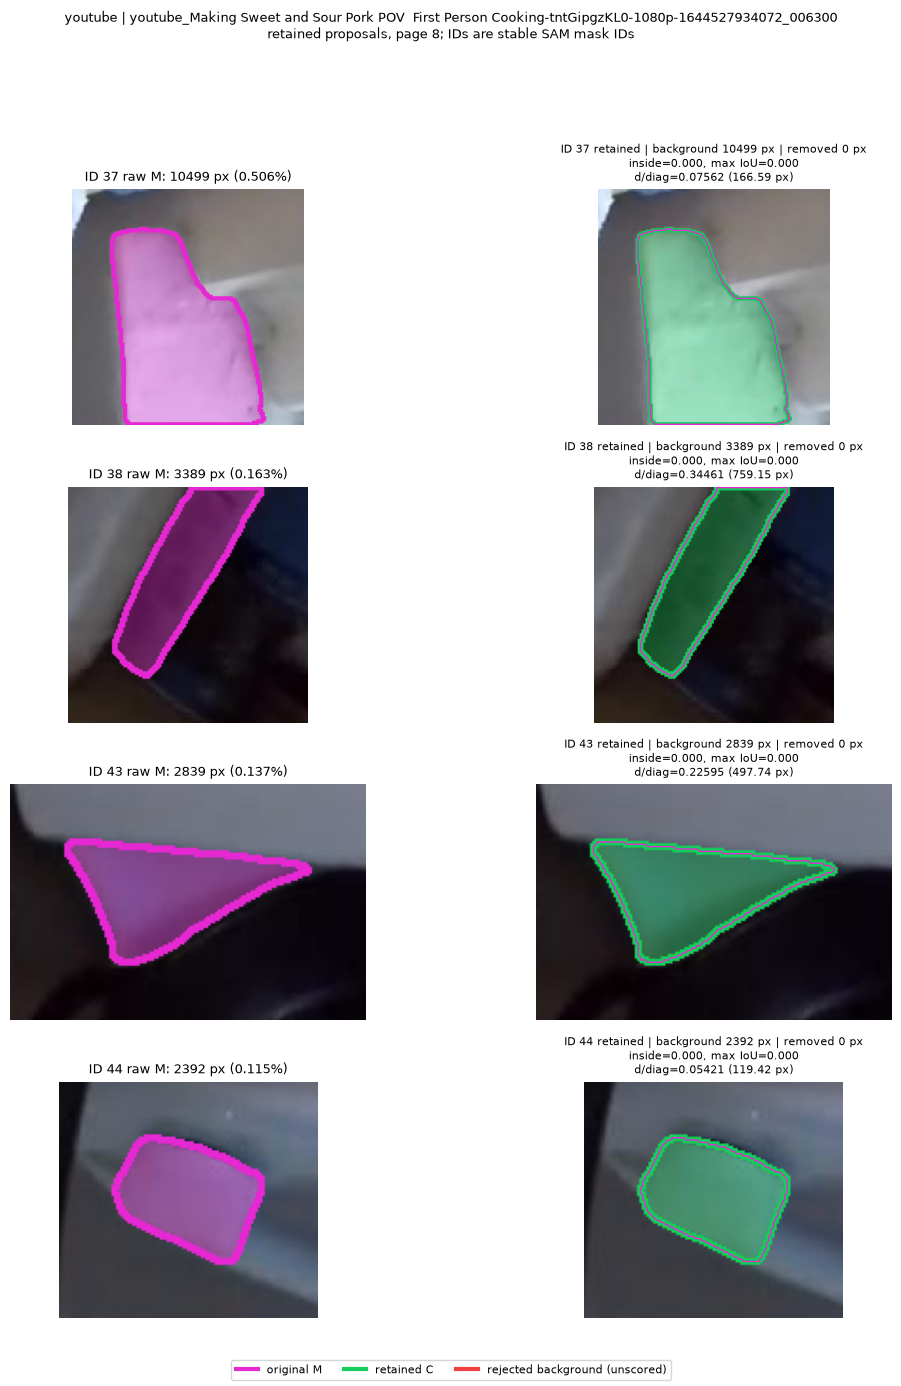 youtube | youtube_Making Sweet and Sour Pork POV  First Person Cooking-tntGipgzKL0-1080p-1644527934072_006300
retained proposals, page 8; IDs are stable SAM mask IDs
ID 37 raw M: 10499 px (0.506%)
ID 37 retained | background 10499 px | removed 0 px
inside=0.000, max IoU=0.000
d/diag=0.07562 (166.59 px)
ID 38 raw M: 3389 px (0.163%)
ID 38 retained | background 3389 px | removed 0 px
inside=0.000, max IoU=0.000
d/diag=0.34461 (759.15 px)
ID 43 raw M: 2839 px (0.137%)
ID 43 retained | background 2839 px | removed 0 px
inside=0.000, max IoU=0.000
d/diag=0.22595 (497.74 px)
ID 44 raw M: 2392 px (0.115%)
ID 44 retained | background 2392 px | removed 0 px
inside=0.000, max IoU=0.000
d/diag=0.05421 (119.42 px)
original M
retained C
rejected background (unscored)